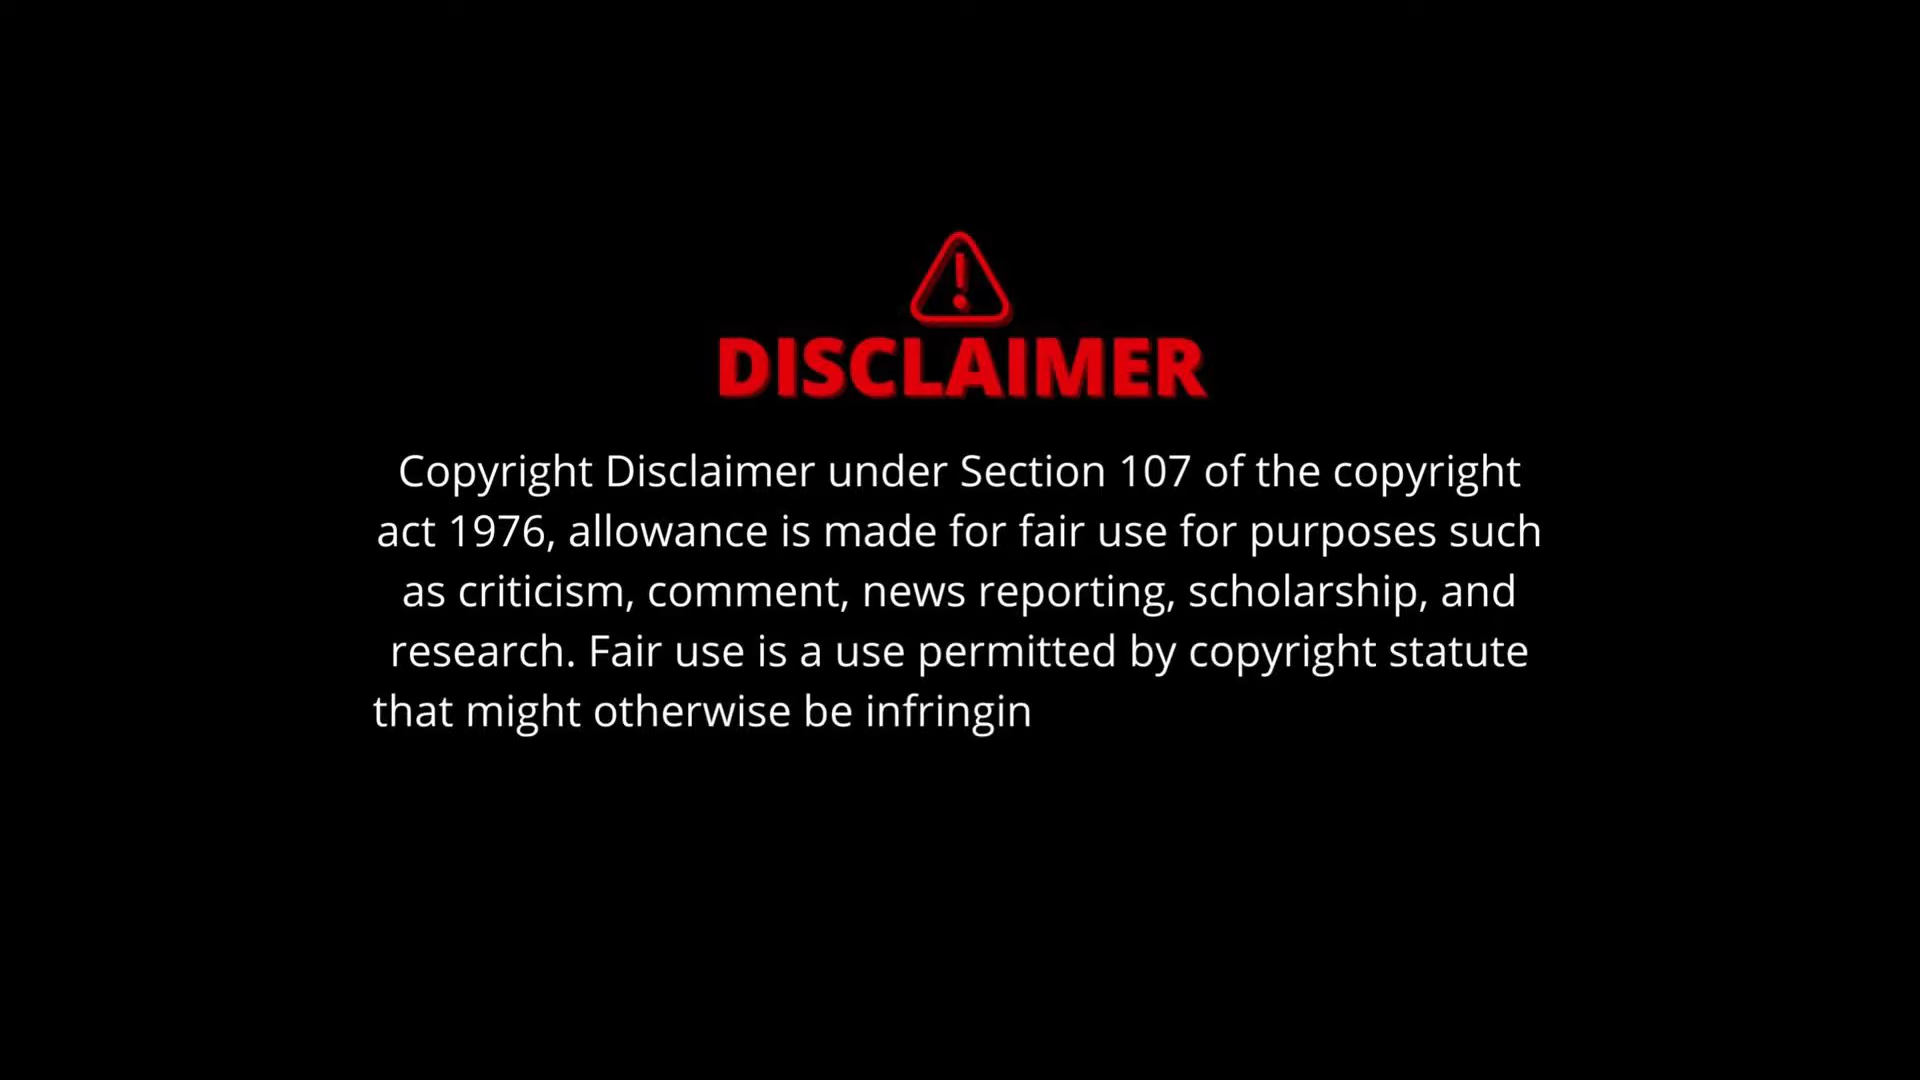 DISCLAIMER
Copyright Disclaimer under Section 107 of the copyright
act 1976, allowance is made for fair use for purposes such
as criticism, comment, news reporting, scholarship, and
research. Fair use is a use permitted by copyright statute
that might otherwise be infringin